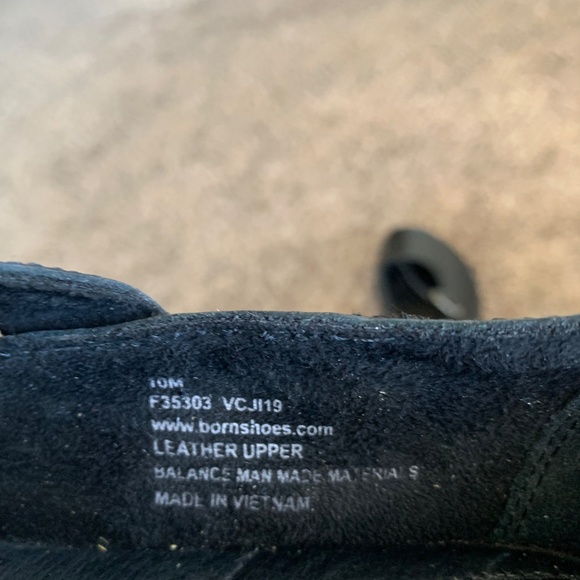 10M
F35303 VCJI19
www.bornshoes.com
LEATHER UPPER
BALANCE MAN MADE MATERIALS
MADE IN VIETNAM